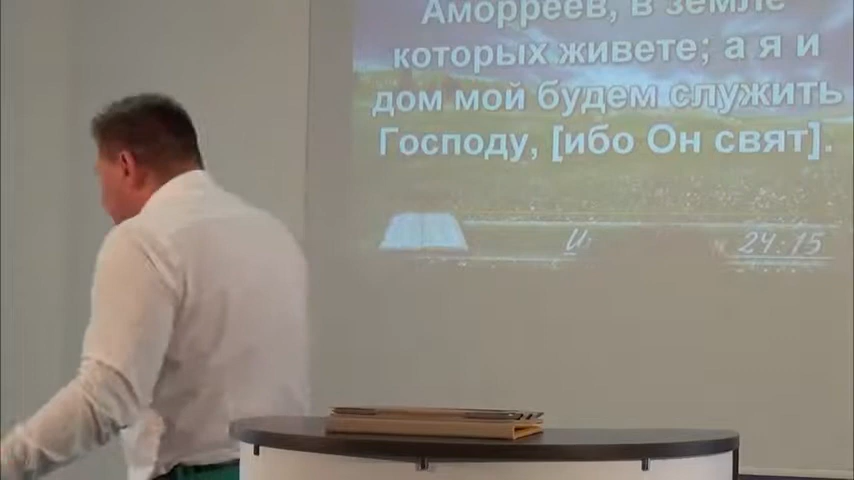 Аморреев, в земле
которых живете; а я и
дом мой будем служить
Господу, [ибо Он свят].
И 24:15